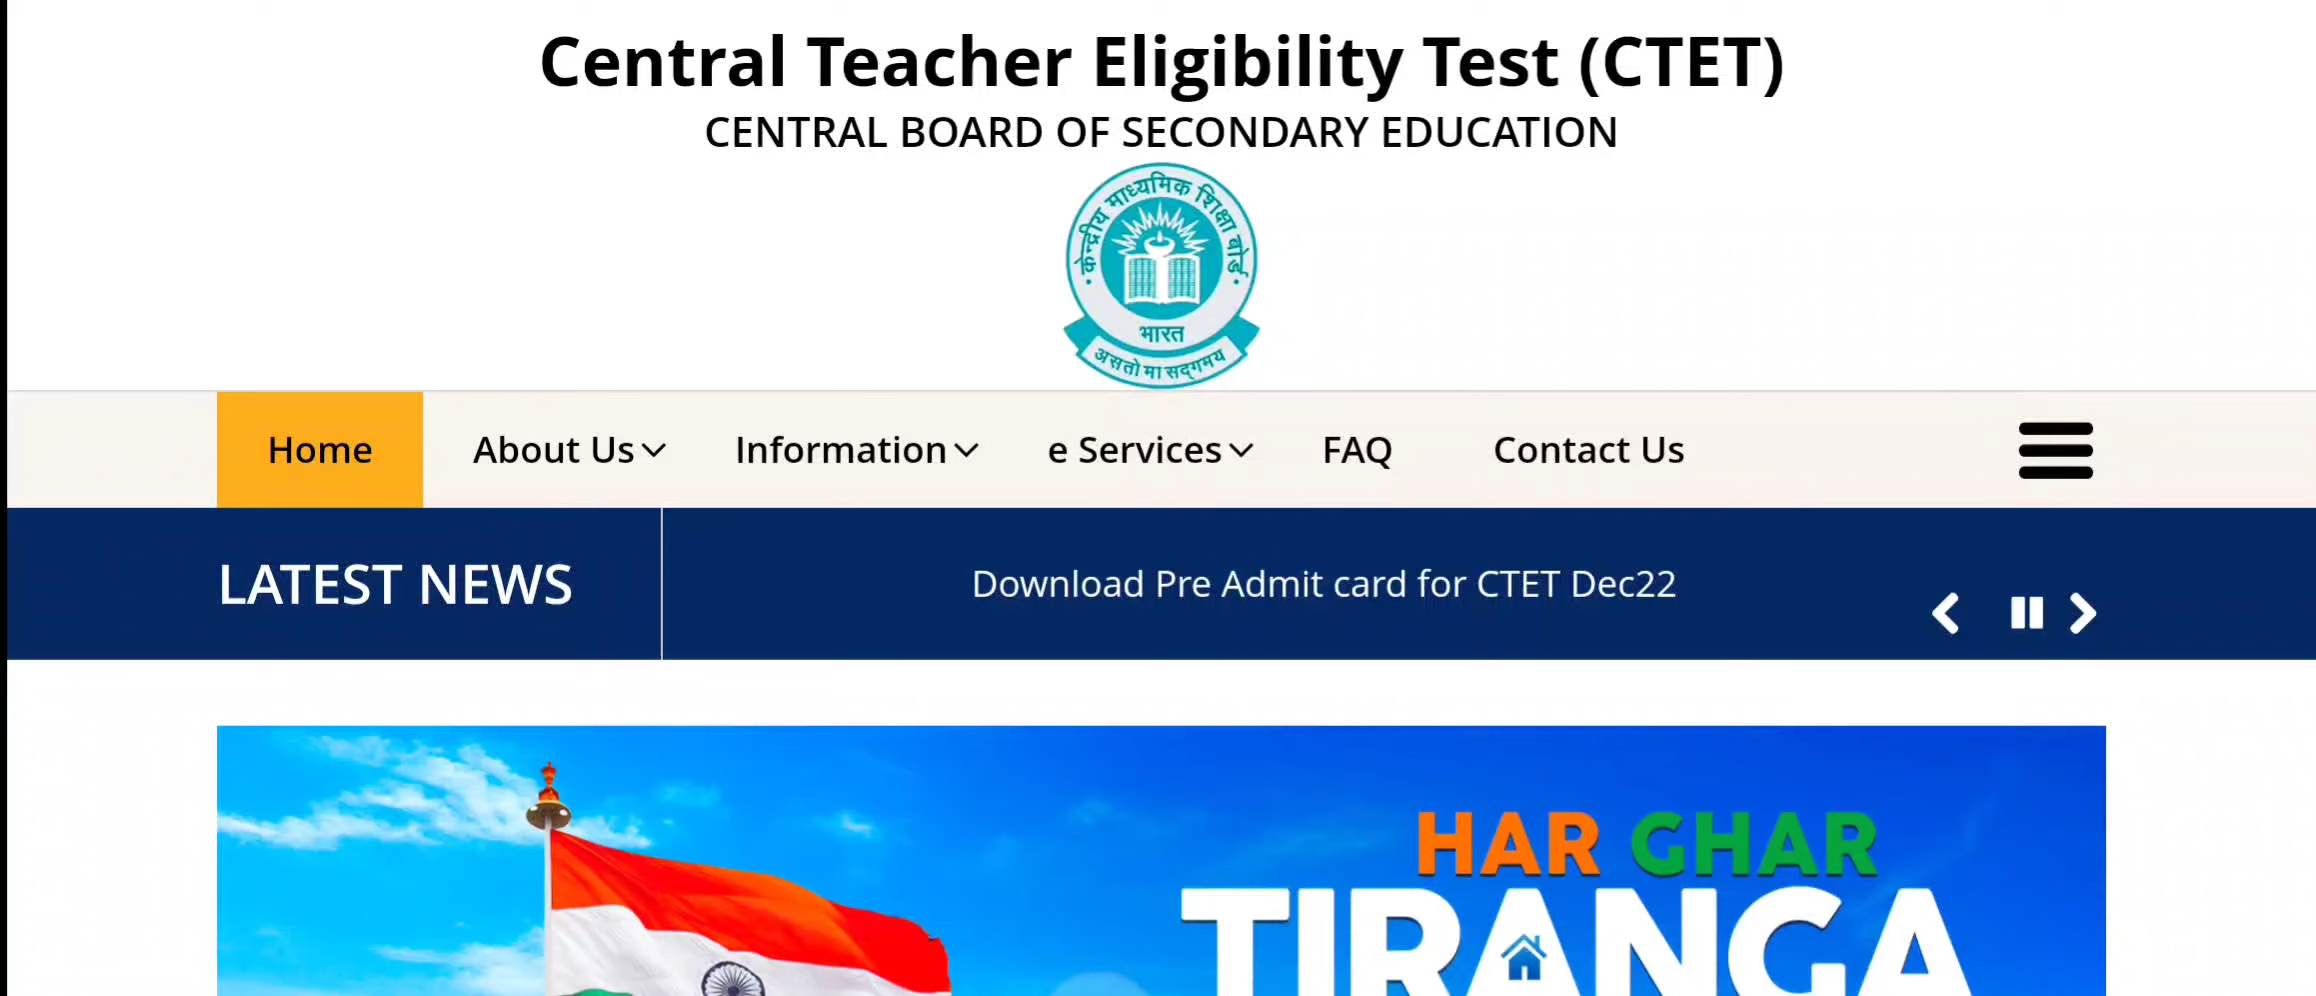 Central Teacher Eligibility Test (CTET)
CENTRAL BOARD OF SECONDARY EDUCATION
केन्द्रीय माध्यमिक शिक्षा बोर्ड
भारत
असतो मा सद्गमय
Home About Us Information e Services FAQ Contact Us
LATEST NEWS Download Pre Admit card for CTET Dec22
HAR GHAR
TIRANGA